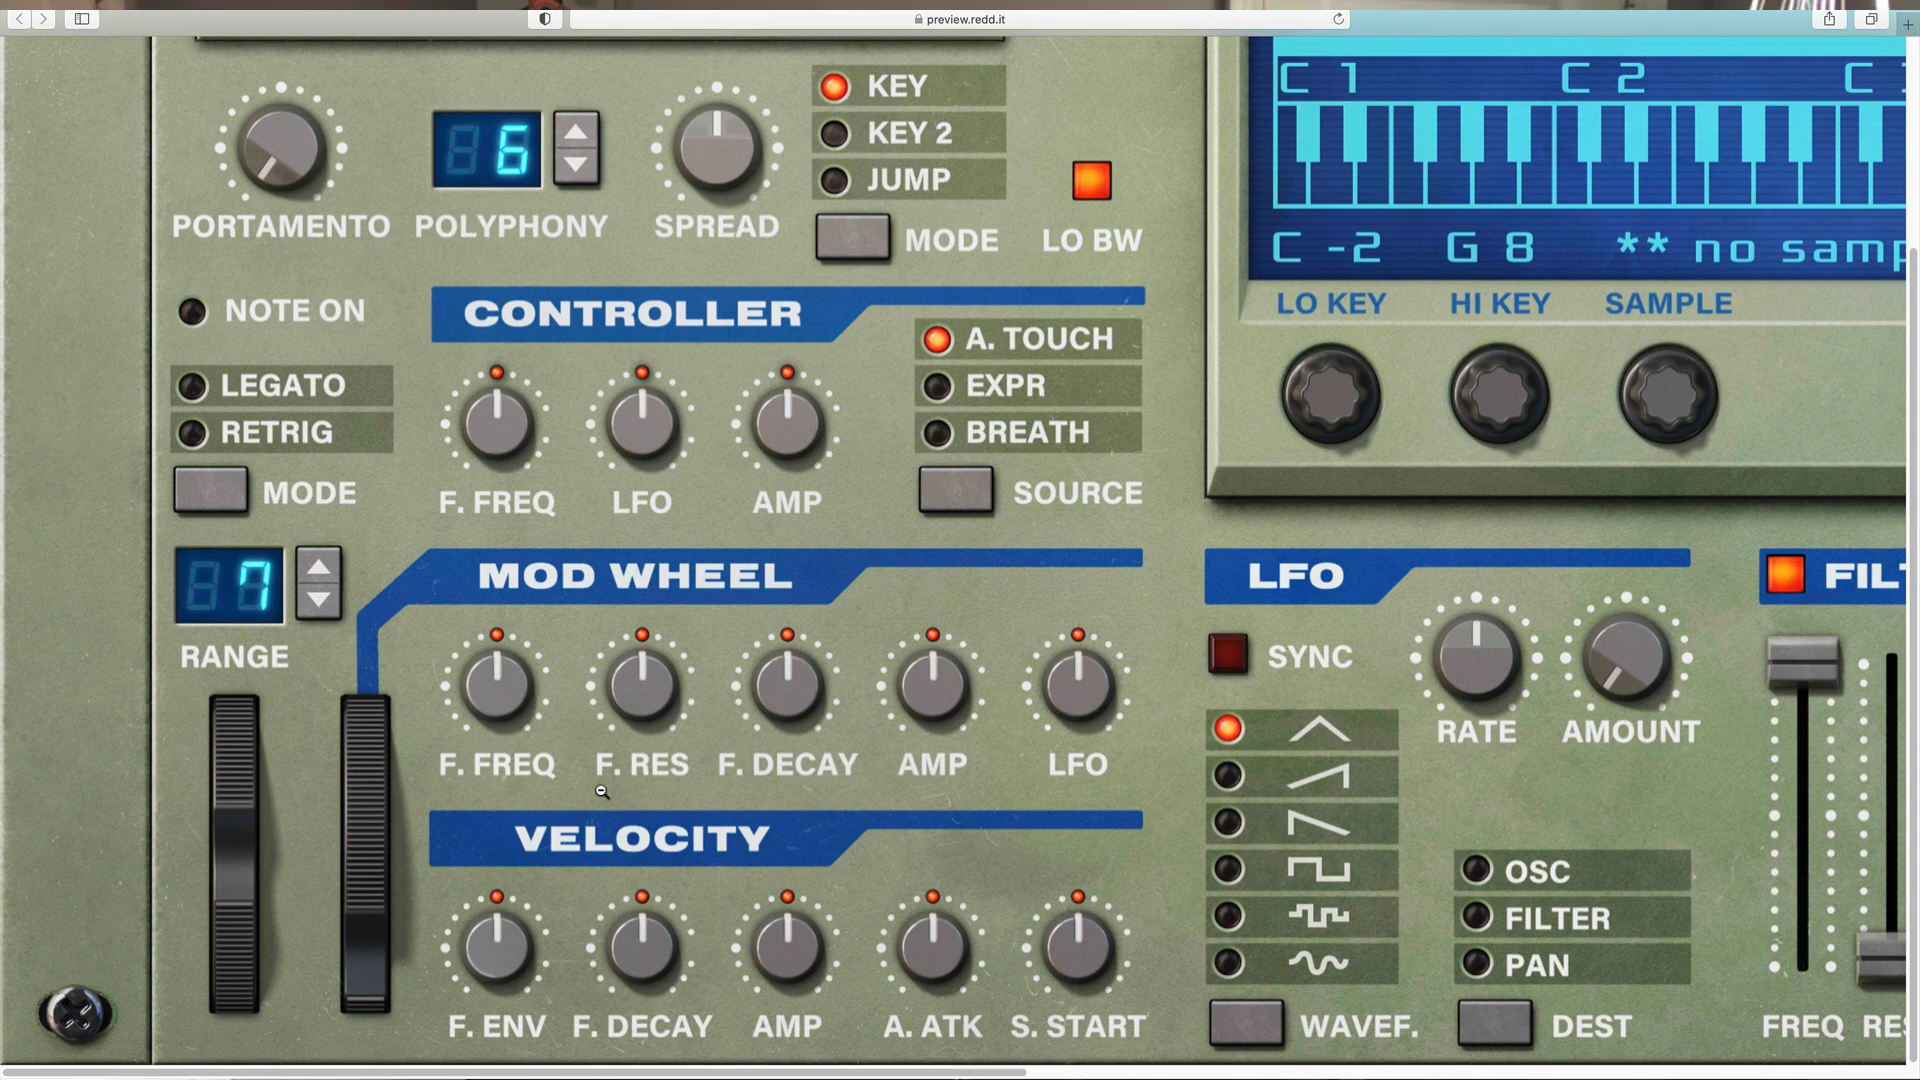 preview.redd.it
KEY
KEY 2
JUMP
MODE
PORTAMENTO
6
POLYPHONY
SPREAD
LO BW
C 1 C 2 C
C -2 G 8 ** no samp
LO KEY HI KEY SAMPLE
NOTE ON
LEGATO
RETRIG
MODE
CONTROLLER
F. FREQ LFO AMP
A. TOUCH
EXPR
BREATH
SOURCE
7
RANGE
MOD WHEEL
F. FREQ F. RES F. DECAY AMP LFO
VELOCITY
F. ENV F. DECAY AMP A. ATK S. START
LFO
SYNC
RATE AMOUNT
WAVEF.
OSC
FILTER
PAN
DEST
FILT
FREQ RES